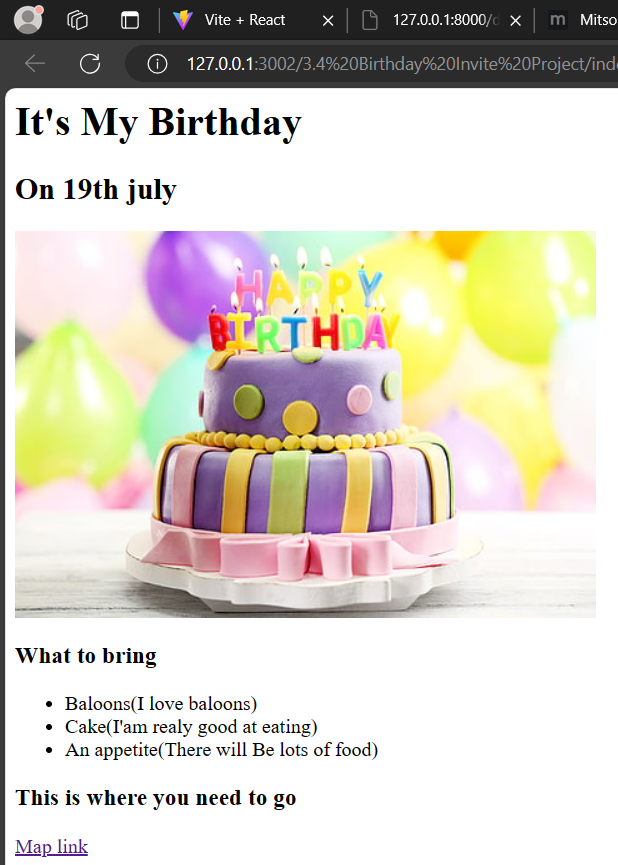 Vite + React
127.0.0.1:8000/
Mitso
127.0.0.1:3002/3.4%20Birthday%20Invite%20Project/ind
It's My Birthday
On 19th july
HAPPY
BIRTHDAY
What to bring
Baloons(I love baloons)
Cake(I'am realy good at eating)
An appetite(There will Be lots of food)
This is where you need to go
Map link